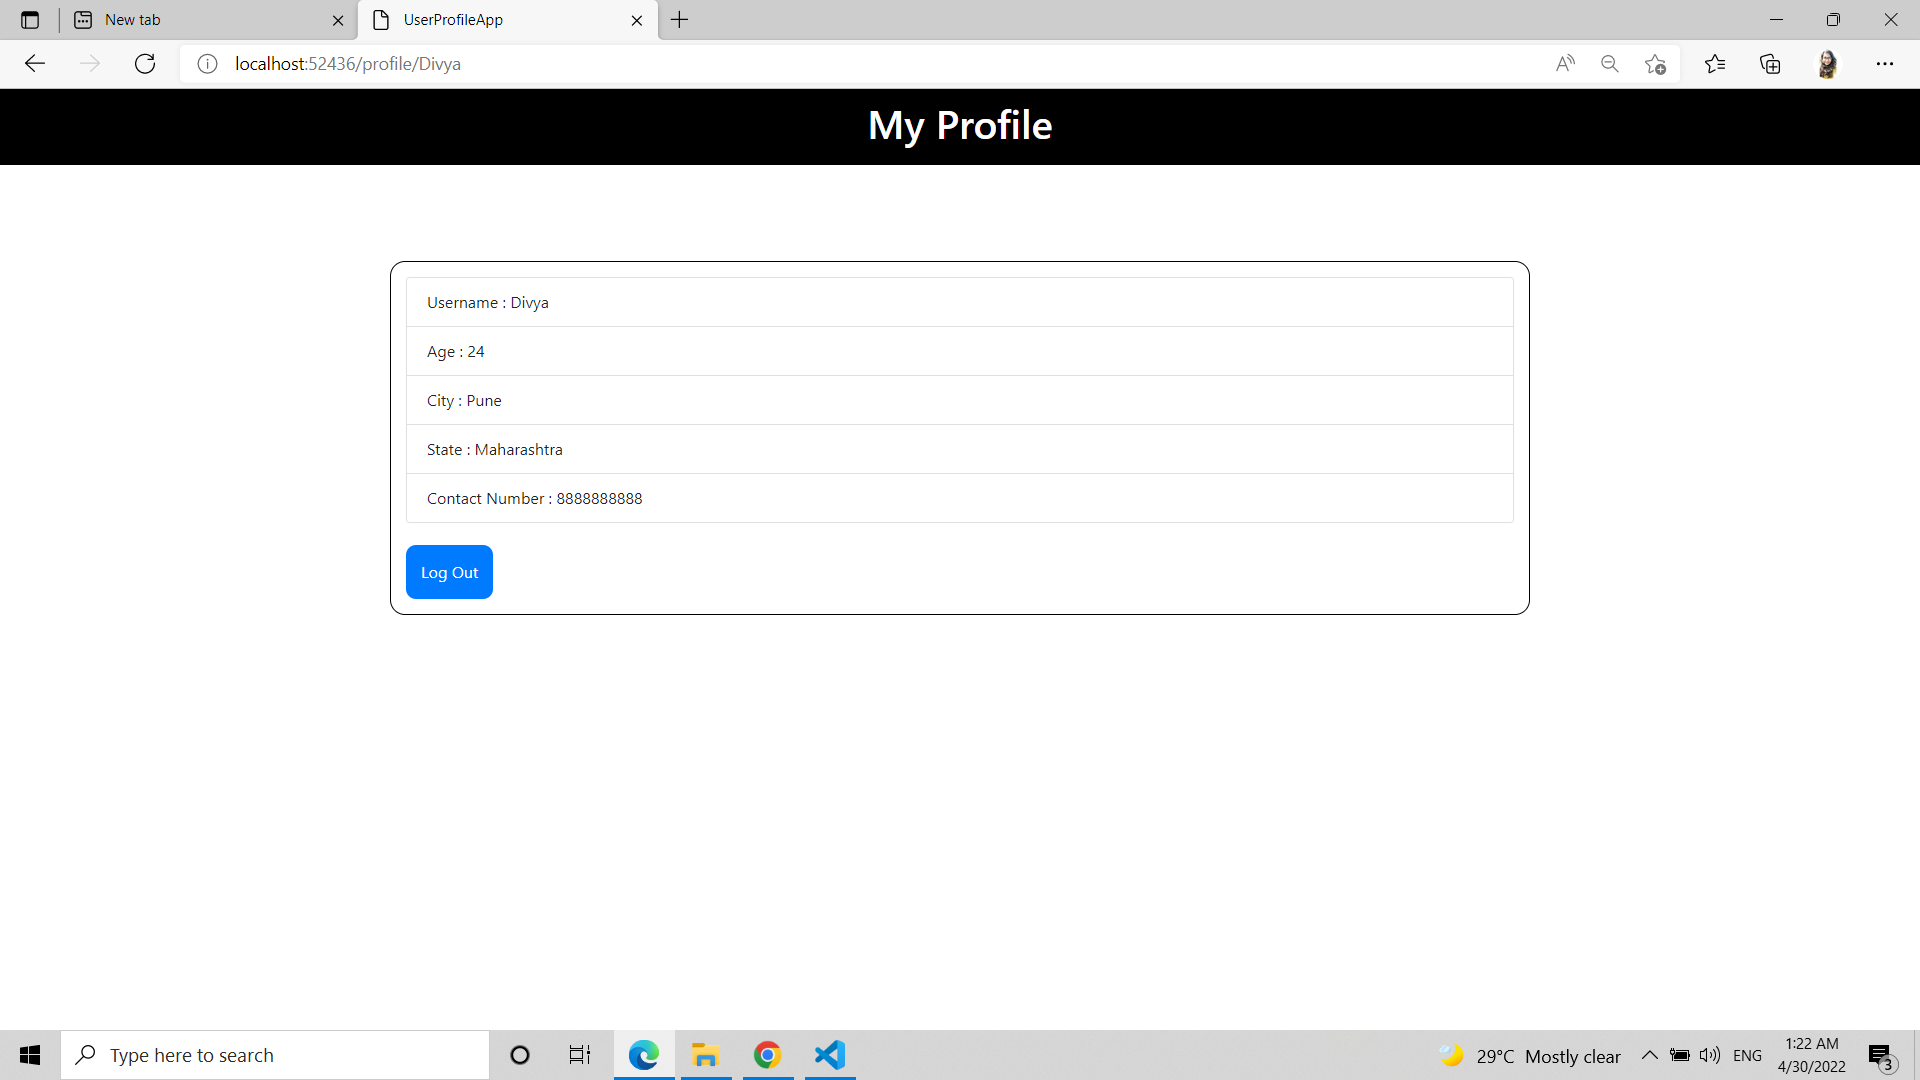 New tab
UserProfileApp
localhost:52436/profile/Divya
My Profile
Username : Divya
Age : 24
City : Pune
State : Maharashtra
Contact Number : 8888888888
Log Out
Type here to search
29°C Mostly clear
ENG
1:22 AM
4/30/2022
3